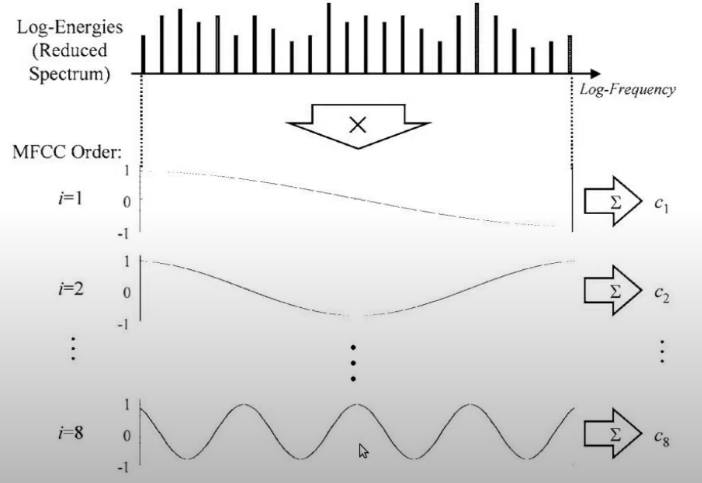 Log-Energies
(Reduced
Spectrum)
Log-Frequency
×
MFCC Order:
1
i=1
0
-1
Σ
c1
1
i=2
0
-1
Σ
c2
1
i=8
0
-1
Σ
c8